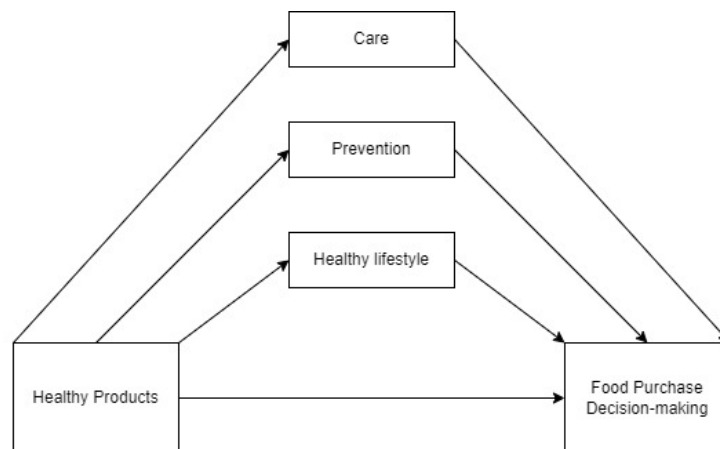 Care
Prevention
Healthy lifestyle
Healthy Products
Food Purchase
Decision-making